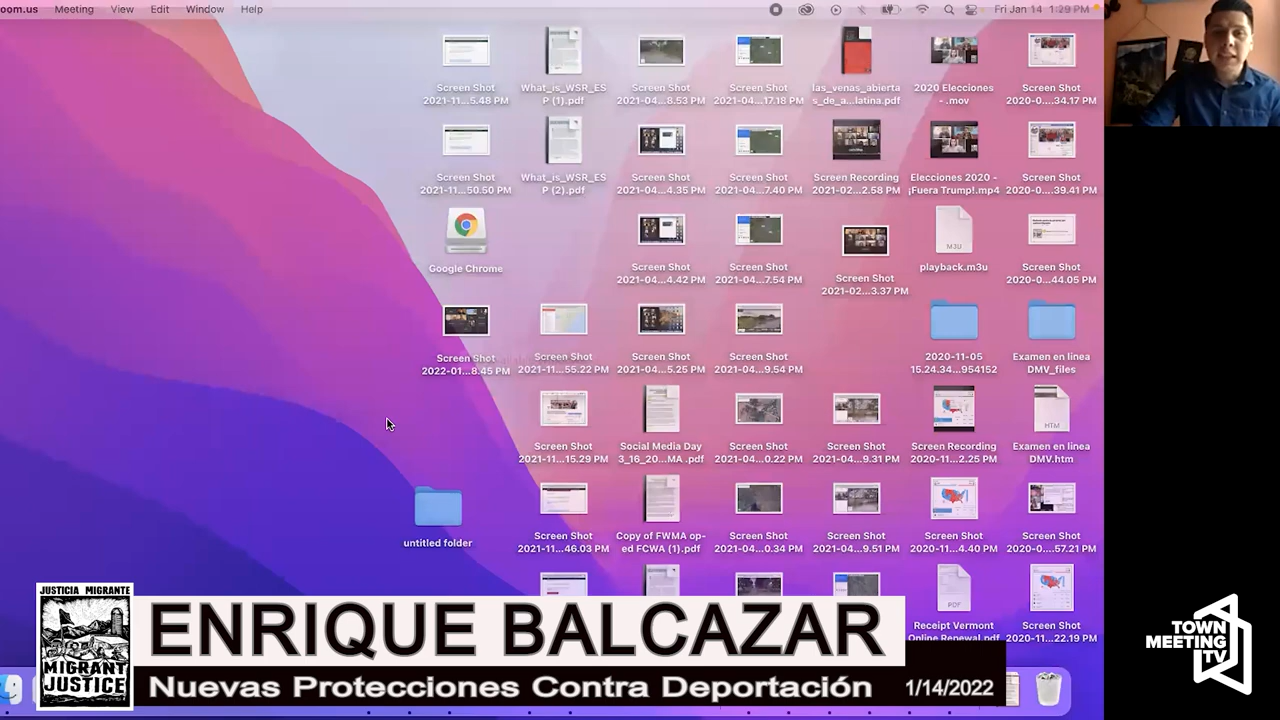 oom.us Meeting View Edit Window Help Fri Jan 14 1:29 PM
Screen Shot
2021-11...5.48 PM
What_is_WSR_ES
P (1).pdf
Screen Shot
2021-04...8.53 PM
Screen Shot
2021-04...17.18 PM
las_venas_abierta
s_de_a...latina.pdf
2020 Elecciones
- .mov
Screen Shot
2020-0....34.17 PM
Screen Shot
2021-11...50.50 PM
What_is_WSR_ES
P (2).pdf
Screen Shot
2021-04...4.35 PM
Screen Shot
2021-04...7.40 PM
Screen Recording
2021-02...2.58 PM
Elecciones 2020 -
¡Fuera Trump!.mp4
Screen Shot
2020-0....39.41 PM
Google Chrome
Screen Shot
2021-04...4.42 PM
Screen Shot
2021-04...7.54 PM
Screen Shot
2021-02...3.37 PM
M3U
playback.m3u
Screen Shot
2020-0....44.05 PM
Screen Shot
2022-01...8.45 PM
Screen Shot
2021-11...55.22 PM
Screen Shot
2021-04...5.25 PM
Screen Shot
2021-04...9.54 PM
2020-11-05
15.24.34...954152
Examen en linea
DMV_files
Screen Shot
2021-11...15.29 PM
Social Media Day
3_16_20...MA .pdf
Screen Shot
2021-04...0.22 PM
Screen Shot
2021-04...9.31 PM
Screen Recording
2020-11...2.25 PM
HTM
Examen en linea
DMV.htm
untitled folder
Screen Shot
2021-11...46.03 PM
Copy of FWMA op-
ed FCWA (1).pdf
Screen Shot
2021-04...0.34 PM
Screen Shot
2021-04...9.51 PM
Screen Shot
2020-11...4.40 PM
Screen Shot
2020-0....57.21 PM
PDF
Receipt Vermont
Online Renewal.pdf
Screen Shot
2020-11...22.19 PM
JUSTICIA MIGRANTE
MIGRANT
JUSTICE
ENRIQUE BALCAZAR
Nuevas Protecciones Contra Deportación 1/14/2022
TOWN
MEETING
TV